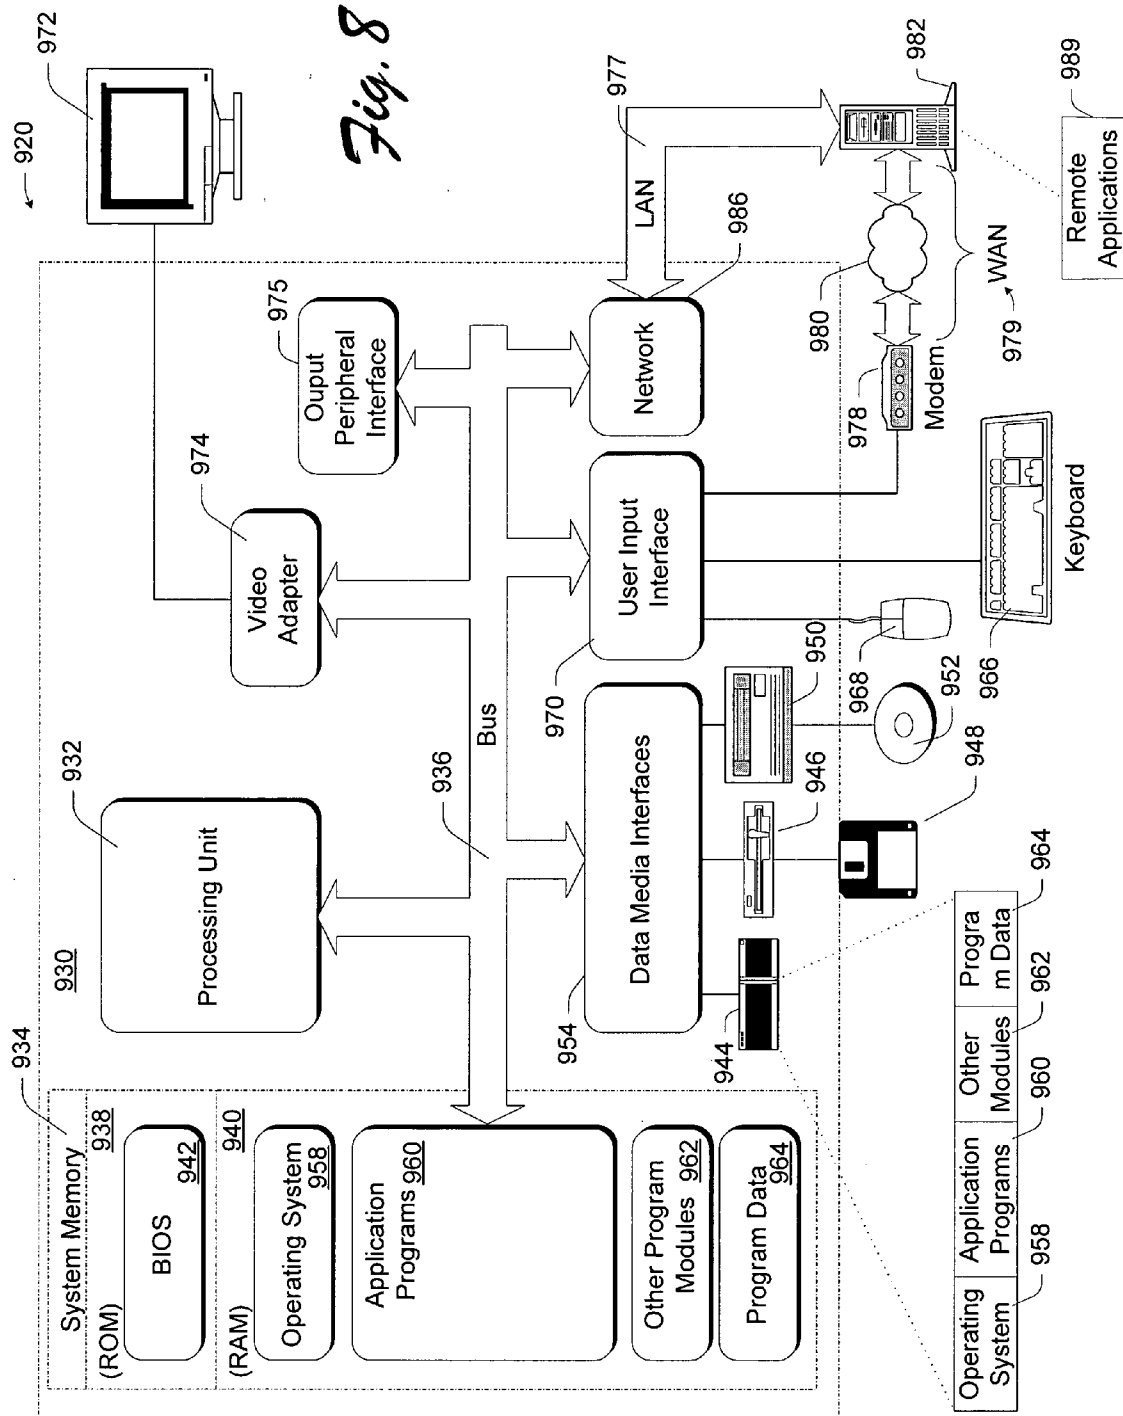 920
972
Fig. 8
934
System Memory
(ROM) 938
BIOS
942
(RAM) 940
Operating System
958
Application
Programs 960
Other Program
Modules 962
Program Data
964
930
932
Processing Unit
974
Video
Adapter
975
Ouput
Peripheral
Interface
Bus
936
954
Data Media Interfaces
970
User Input
Interface
Network
986
LAN
977
944
946
950
948
952
968
966
Keyboard
978
Modem
980
WAN
979
982
989
Remote
Applications
Operating
System
Application
Programs
Other
Modules
Progra
m Data
958
960
962
964